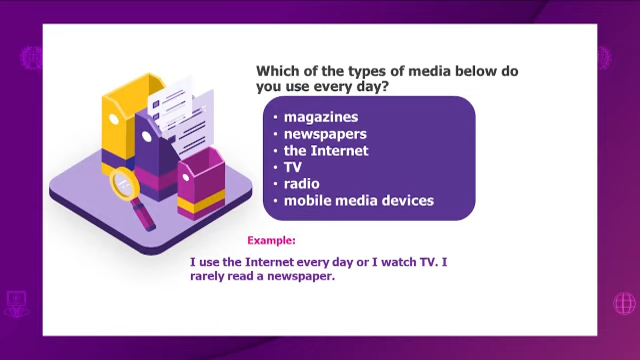 Which of the types of media below do
you use every day?
• magazines
• newspapers
• the Internet
• TV
• radio
• mobile media devices
Example:
I use the Internet every day or I watch TV. I
rarely read a newspaper.